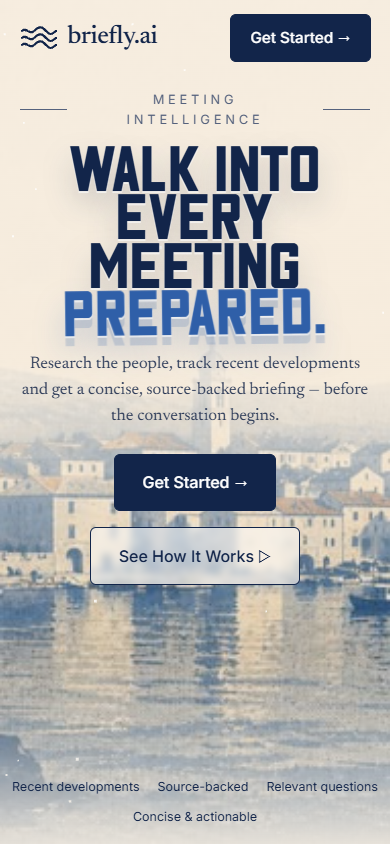 briefly.ai
Get Started →
MEETING
INTELLIGENCE
WALK INTO
EVERY
MEETING
PREPARED.
Research the people, track recent developments
and get a concise, source-backed briefing — before
the conversation begins.
Get Started →
See How It Works ▷
Recent developments Source-backed Relevant questions
Concise & actionable